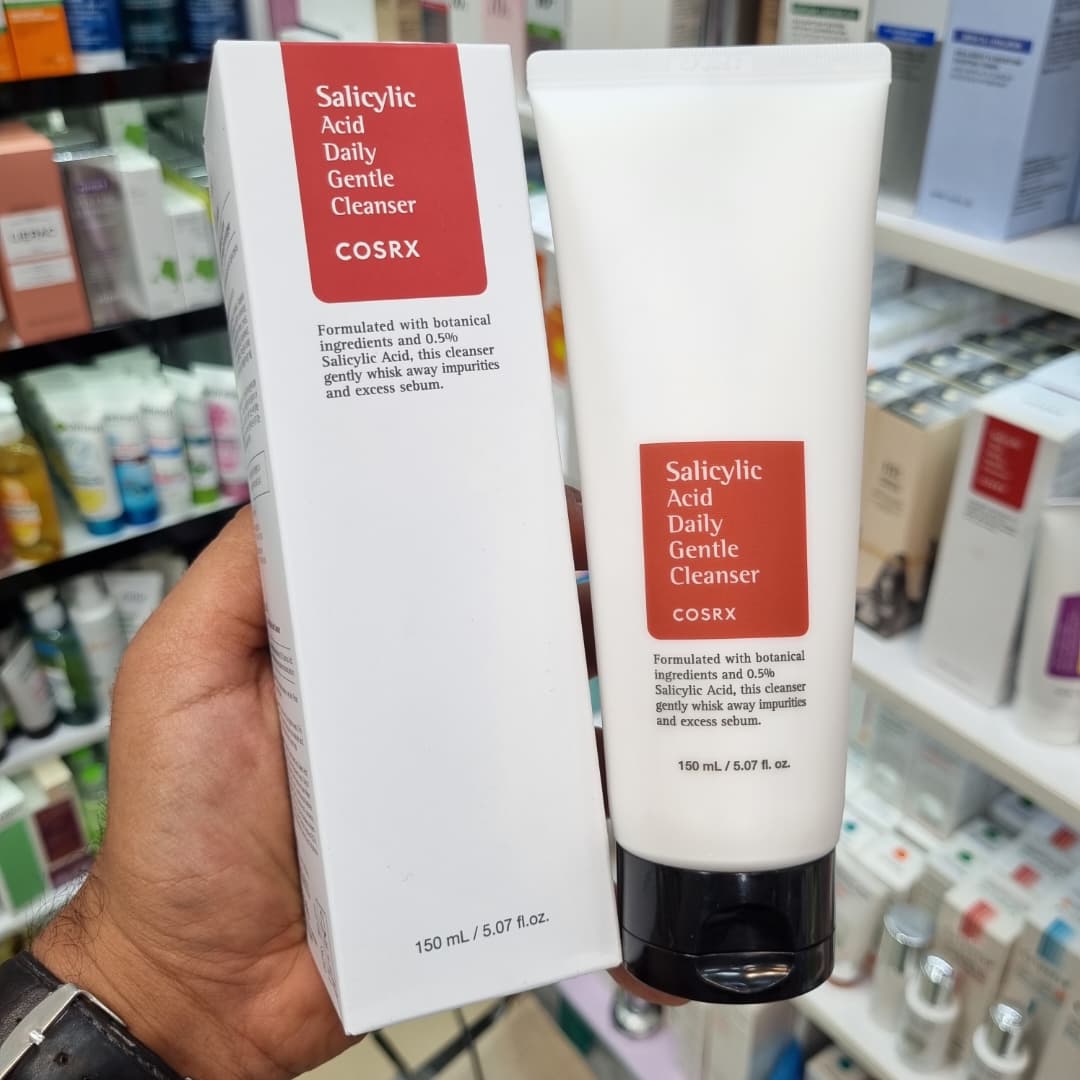 Salicylic
Acid
Daily
Gentle
Cleanser
COSRX
Formulated with botanical
ingredients and 0.5%
Salicylic Acid, this cleanser
gently whisk away impurities
and excess sebum.
150 mL / 5.07 fl.oz.
Salicylic
Acid
Daily
Gentle
Cleanser
COSRX
Formulated with botanical
ingredients and 0.5%
Salicylic Acid, this cleanser
gently whisk away impurities
and excess sebum.
150 mL / 5.07 fl. oz.